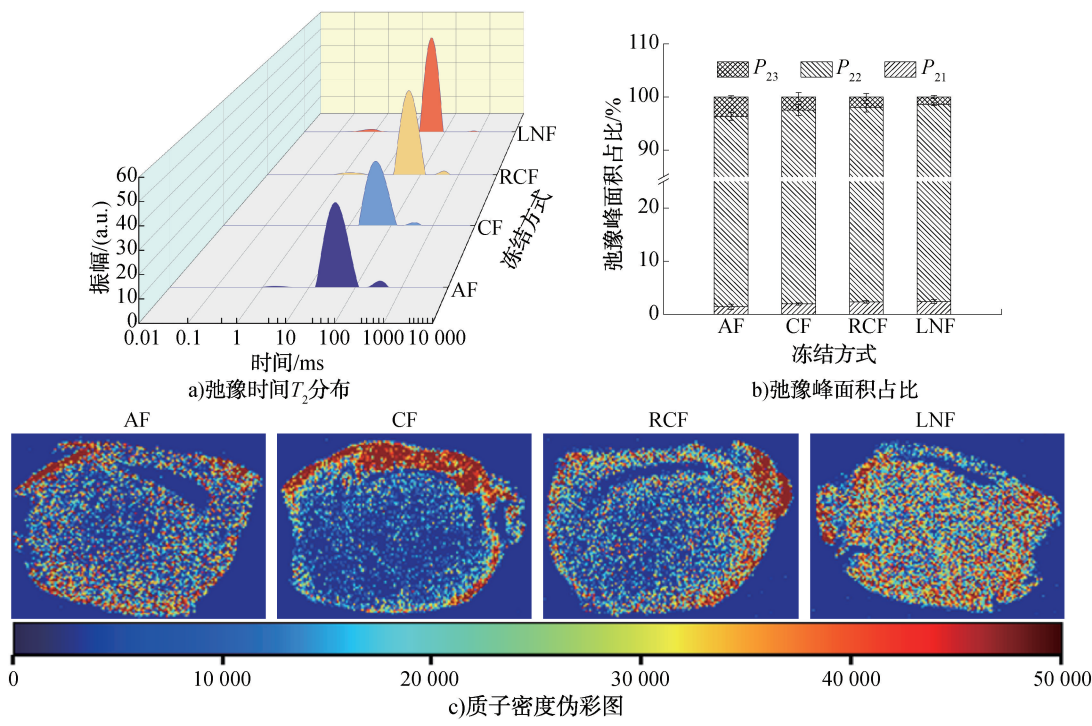 60
50
40
30
20
10
0
振幅/(a.u.)
0.01 0.1 1 10 100 1000 10 000
时间/ms
LNF
RCF
CF
AF
冻结方式
a)弛豫时间T2分布
110
100
90
20
10
0
弛豫峰面积占比/%
P23 P22 P21
AF CF RCF LNF
冻结方式
b)弛豫峰面积占比
AF CF RCF LNF
0 10 000 20 000 30 000 40 000 50 000
c)质子密度伪彩图